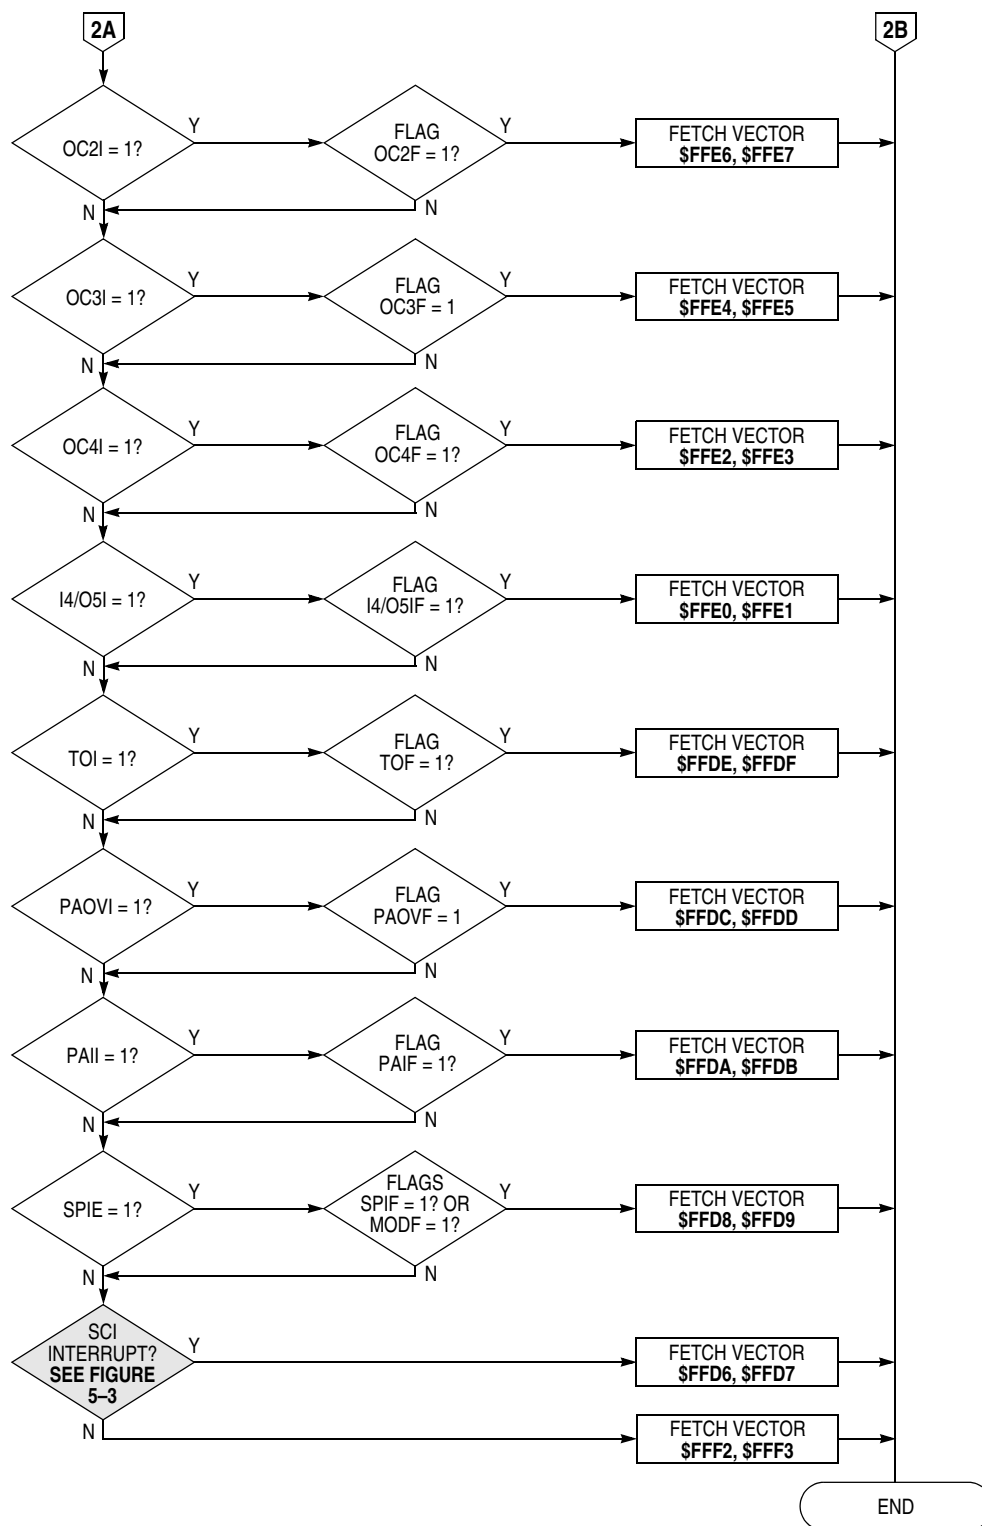 2A
2B
OC2I = 1?
Y
FLAG
OC2F = 1?
Y
FETCH VECTOR
$FFE6, $FFE7
N
N
OC3I = 1?
Y
FLAG
OC3F = 1
Y
FETCH VECTOR
$FFE4, $FFE5
N
N
OC4I = 1?
Y
FLAG
OC4F = 1?
Y
FETCH VECTOR
$FFE2, $FFE3
N
N
I4/O5I = 1?
Y
FLAG
I4/O5IF = 1?
Y
FETCH VECTOR
$FFE0, $FFE1
N
N
TOI = 1?
Y
FLAG
TOF = 1?
Y
FETCH VECTOR
$FFDE, $FFDF
N
N
PAOVI = 1?
Y
FLAG
PAOVF = 1
Y
FETCH VECTOR
$FFDC, $FFDD
N
N
PAII = 1?
Y
FLAG
PAIF = 1?
Y
FETCH VECTOR
$FFDA, $FFDB
N
N
SPIE = 1?
Y
FLAGS
SPIF = 1? OR
MODF = 1?
Y
FETCH VECTOR
$FFD8, $FFD9
N
N
SCI
INTERRUPT?
SEE FIGURE
5–3
Y
FETCH VECTOR
$FFD6, $FFD7
N
FETCH VECTOR
$FFF2, $FFF3
END